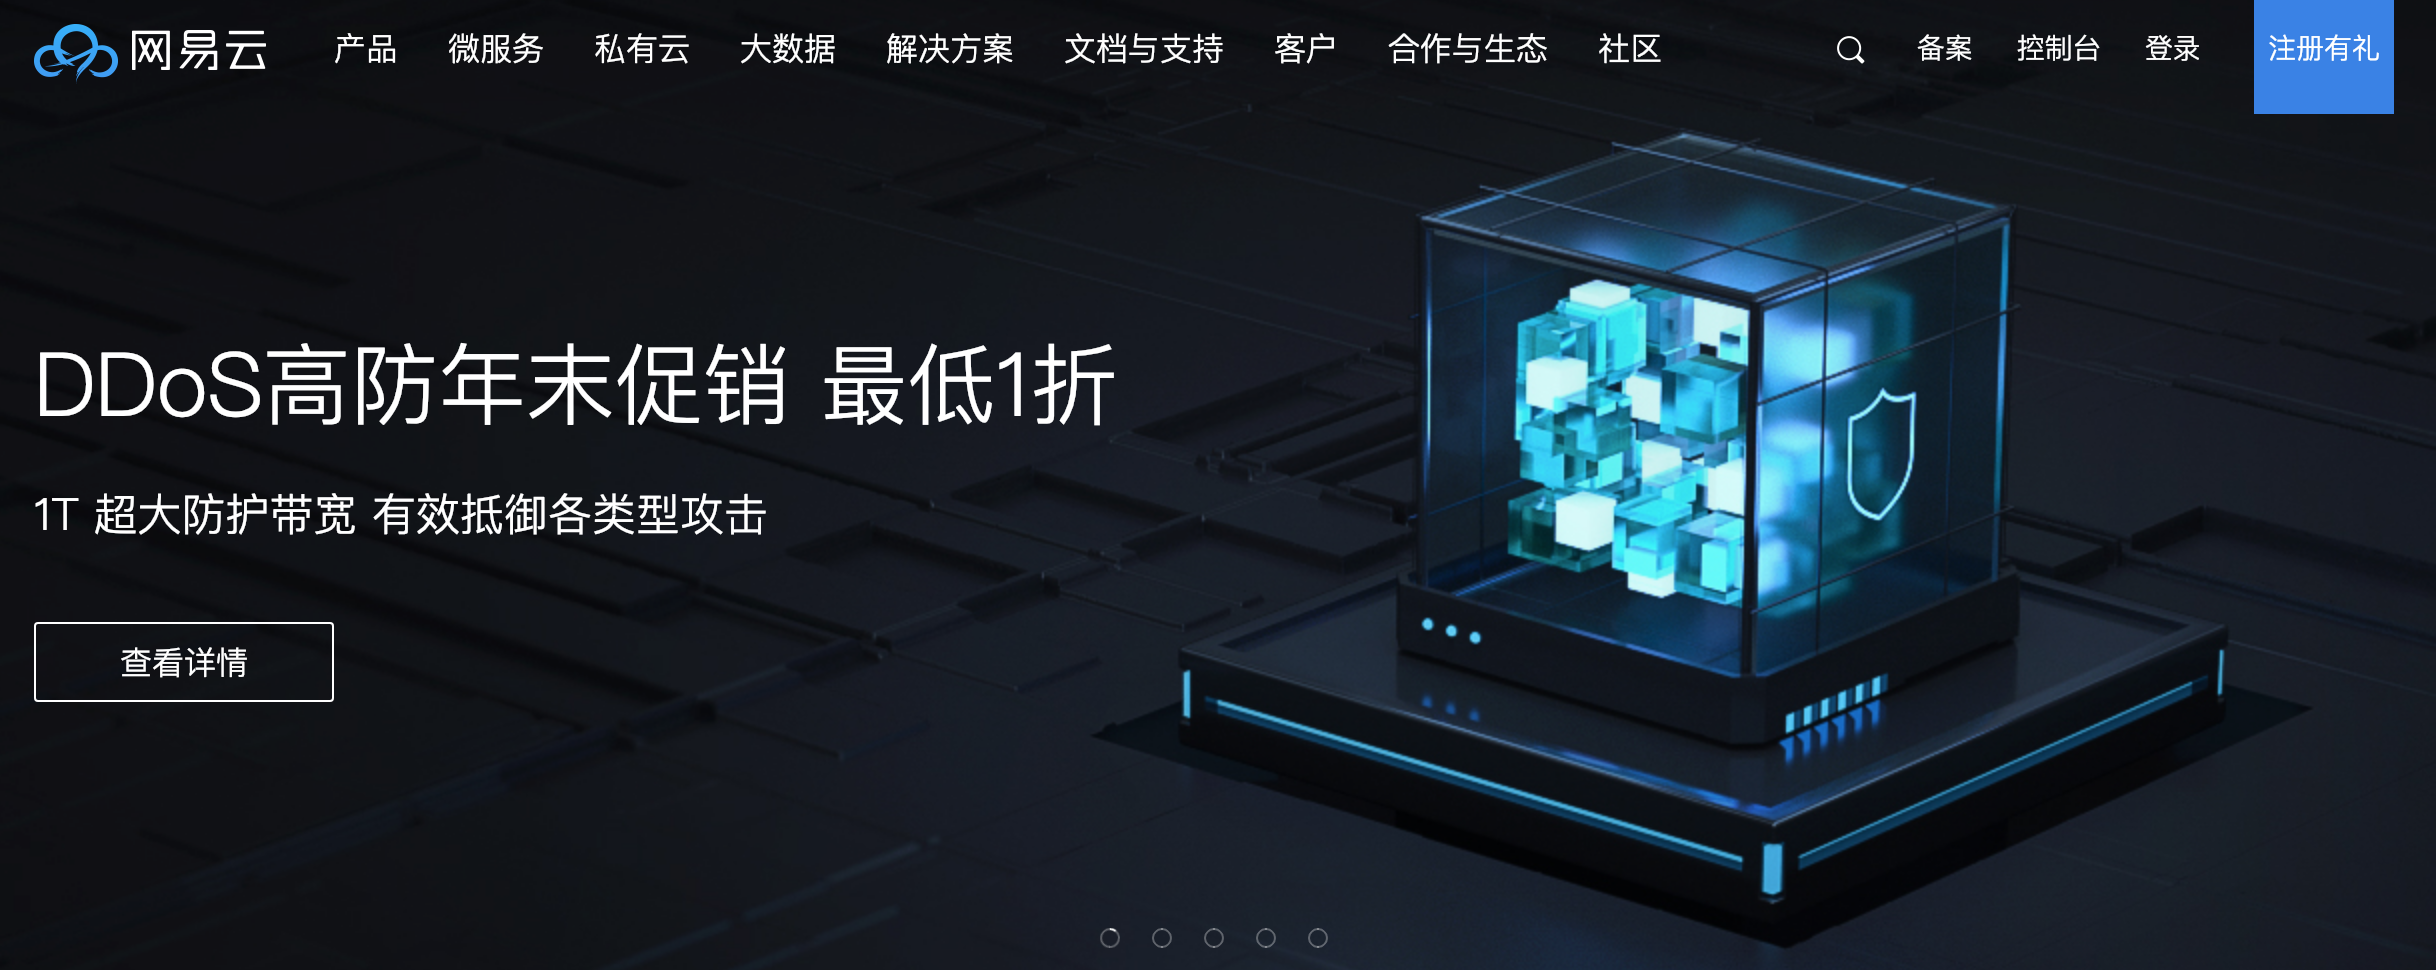 网易云 产品 微服务 私有云 大数据 解决方案 文档与支持 客户 合作与生态 社区 备案 控制台 登录 注册有礼
DDoS高防年末促销 最低1折
1T 超大防护带宽 有效抵御各类型攻击
查看详情